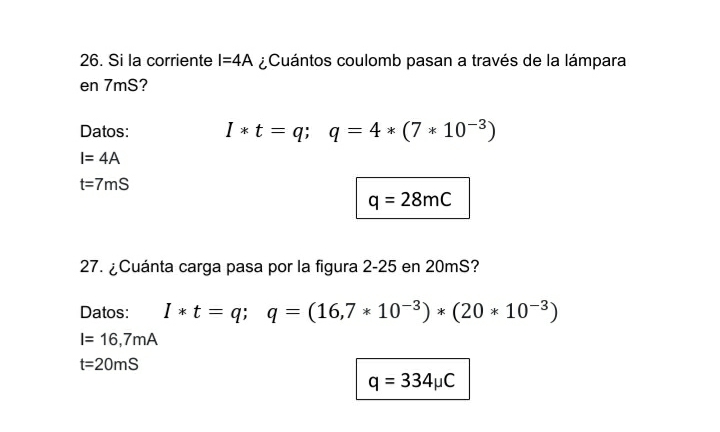 26. Si la corriente I=4A ¿Cuántos coulomb pasan a través de la lámpara
en 7mS?
Datos: I ∗ t = q; q = 4 ∗ (7 ∗ 10⁻³)
I= 4A
t=7mS
q = 28mC
27. ¿Cuánta carga pasa por la figura 2-25 en 20mS?
Datos: I ∗ t = q; q = (16,7 ∗ 10⁻³) ∗ (20 ∗ 10⁻³)
I= 16,7mA
t=20mS
q = 334µC